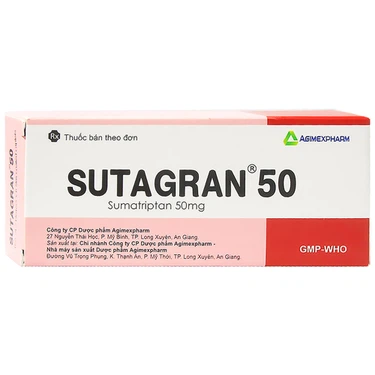 Rx Thuốc bán theo đơn
AGIMEXPHARM
SUTAGRAN® 50
Sumatriptan 50mg
Công ty CP Dược phẩm Agimexpharm
27 Nguyễn Thái Học, P. Mỹ Bình, TP. Long Xuyên, An Giang.
Sản xuất tại: Chi nhánh Công ty CP Dược phẩm Agimexpharm -
Nhà máy sản xuất Dược phẩm Agimexpharm
Đường Vũ Trọng Phụng, K. Thạnh An, P. Mỹ Thới, TP. Long Xuyên, An Giang.
GMP-WHO